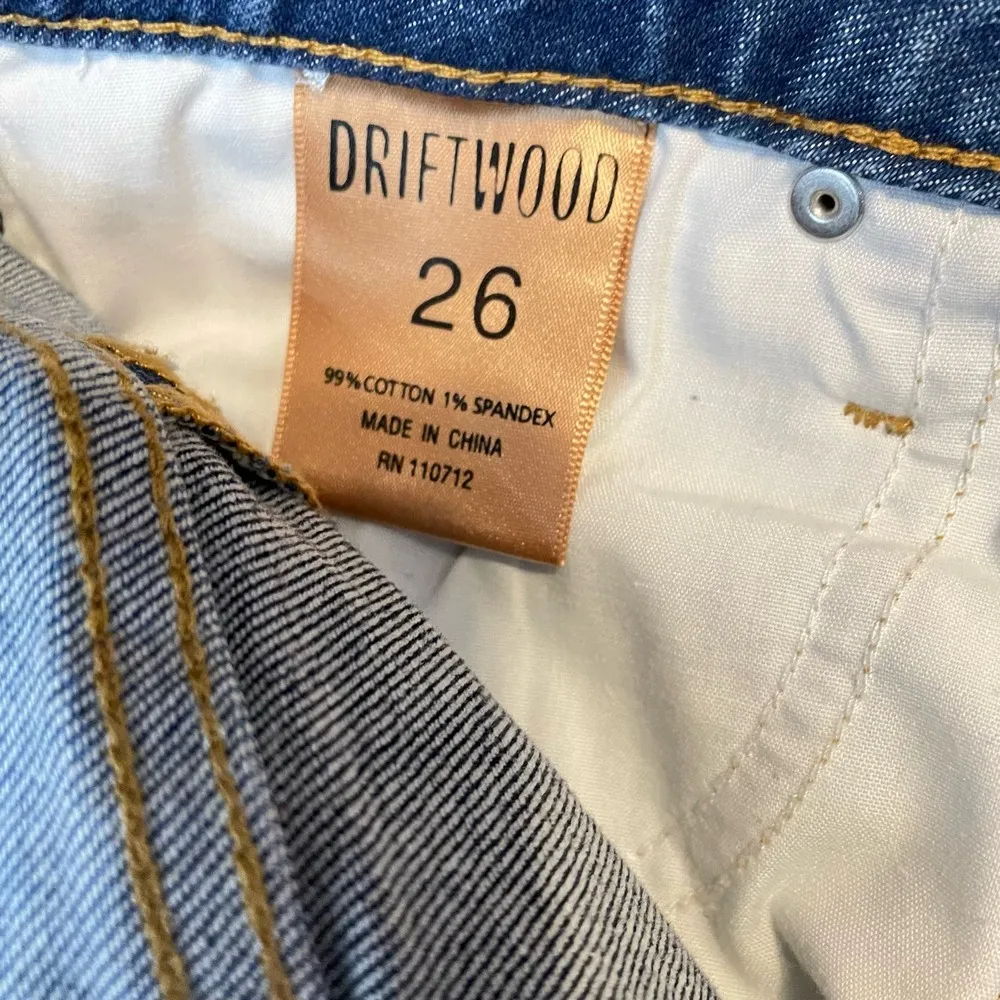 DRIFTWOOD
26
99% COTTON 1% SPANDEX
MADE IN CHINA
RN 110712